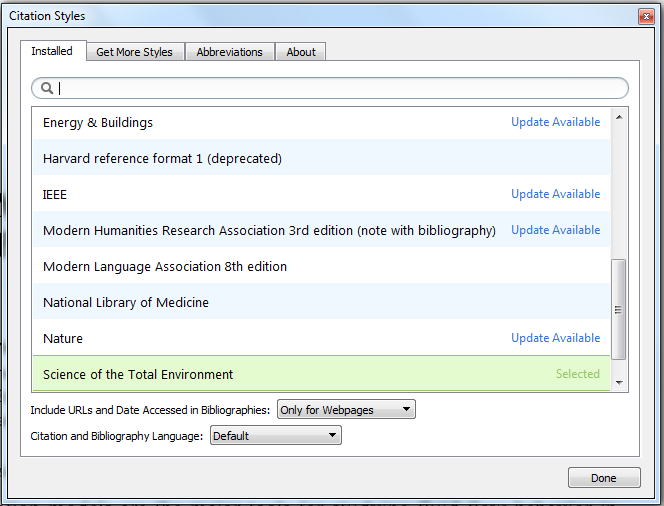 Citation Styles
Installed Get More Styles Abbreviations About
Energy & Buildings Update Available
Harvard reference format 1 (deprecated)
IEEE Update Available
Modern Humanities Research Association 3rd edition (note with bibliography) Update Available
Modern Language Association 8th edition
National Library of Medicine
Nature Update Available
Science of the Total Environment Selected
Include URLs and Date Accessed in Bibliographies: Only for Webpages
Citation and Bibliography Language: Default
Done